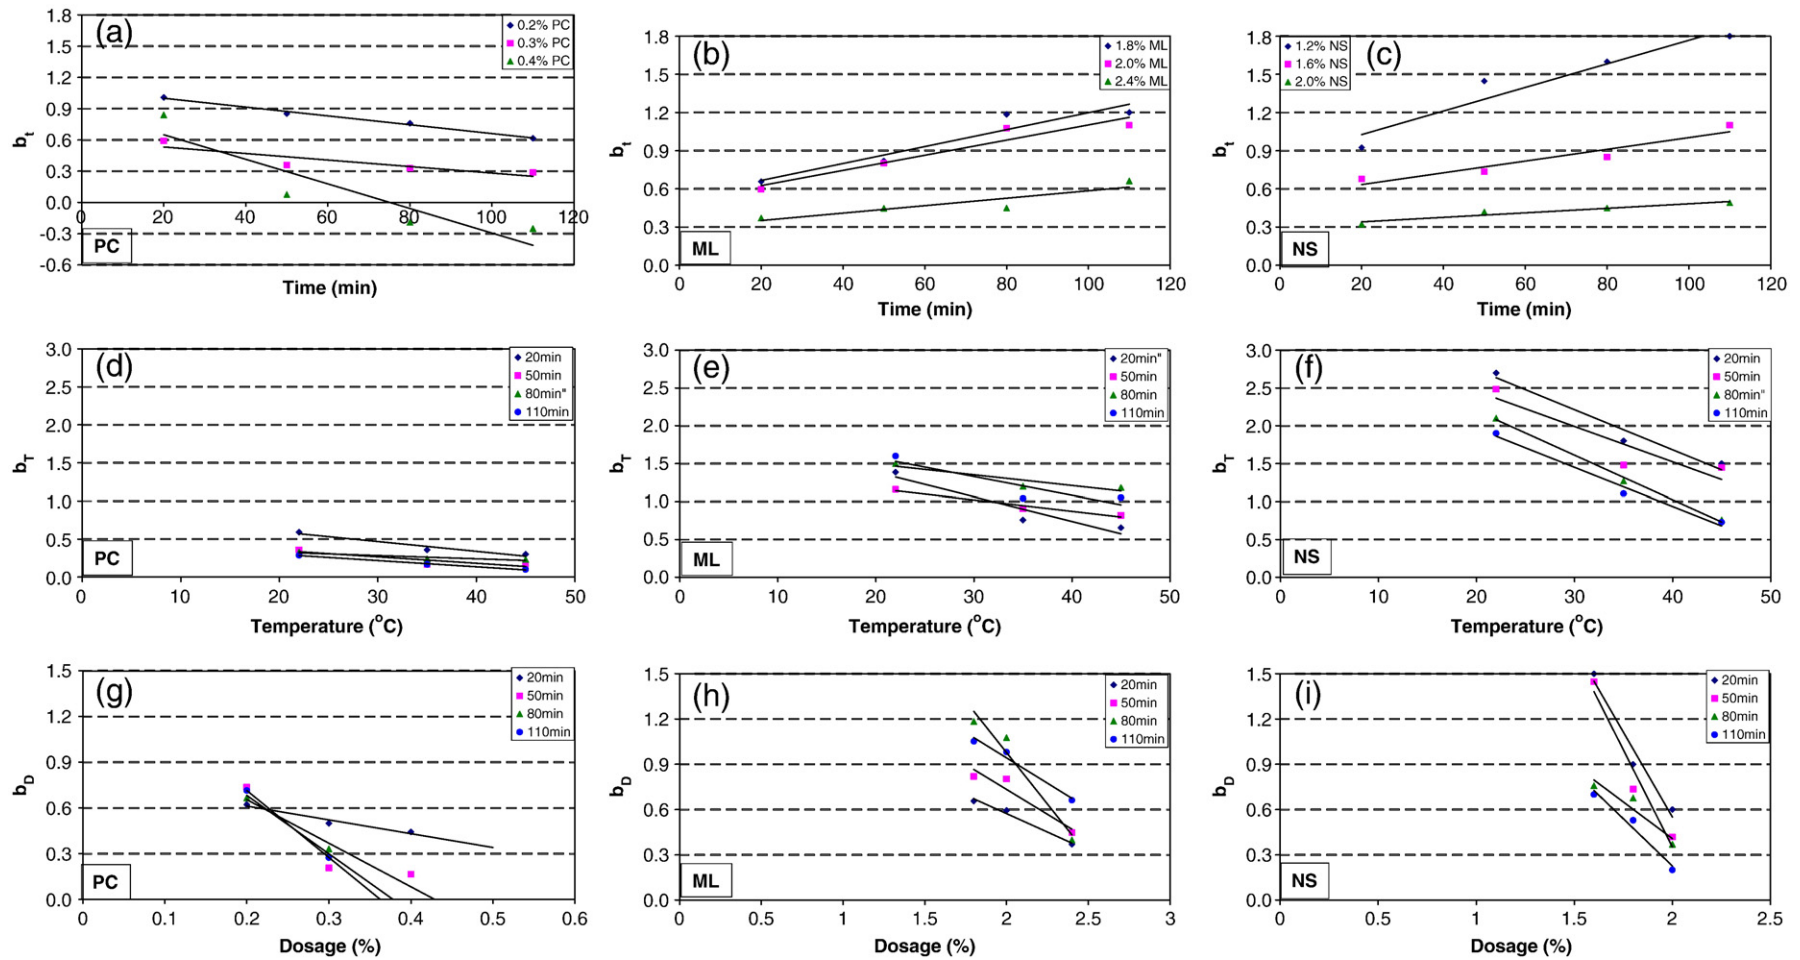 (a)
0.2% PC
0.3% PC
0.4% PC
1.8
1.5
1.2
0.9
0.6
0.3
0.0
-0.3
-0.6
bt
0 20 40 60 80 100 120
PC
Time (min)
(b)
1.8% ML
2.0% ML
2.4% ML
1.8
1.5
1.2
0.9
0.6
0.3
0.0
bt
ML
0 20 40 60 80 100 120
Time (min)
(c)
1.2% NS
1.6% NS
2.0% NS
1.8
1.5
1.2
0.9
0.6
0.3
0.0
bt
NS
0 20 40 60 80 100 120
Time (min)
(d)
20min
50min
80min"
110min
3.0
2.5
2.0
1.5
1.0
0.5
0.0
bT
PC
0 10 20 30 40 50
Temperature (oC)
(e)
20min"
50min
80min
110min
3.0
2.5
2.0
1.5
1.0
0.5
0.0
bT
ML
0 10 20 30 40 50
Temperature (oC)
(f)
20min
50min
80min"
110min
3.0
2.5
2.0
1.5
1.0
0.5
0.0
bT
NS
0 10 20 30 40 50
Temperature (oC)
(g)
20min
50min
80min
110min
1.5
1.2
0.9
0.6
0.3
0.0
bD
PC
0 0.1 0.2 0.3 0.4 0.5 0.6
Dosage (%)
(h)
20min
50min
80min
110min
1.5
1.2
0.9
0.6
0.3
0.0
bD
ML
0 0.5 1 1.5 2 2.5 3
Dosage (%)
(i)
20min
50min
80min
110min
1.5
1.2
0.9
0.6
0.3
0.0
bD
NS
0 0.5 1 1.5 2 2.5
Dosage (%)